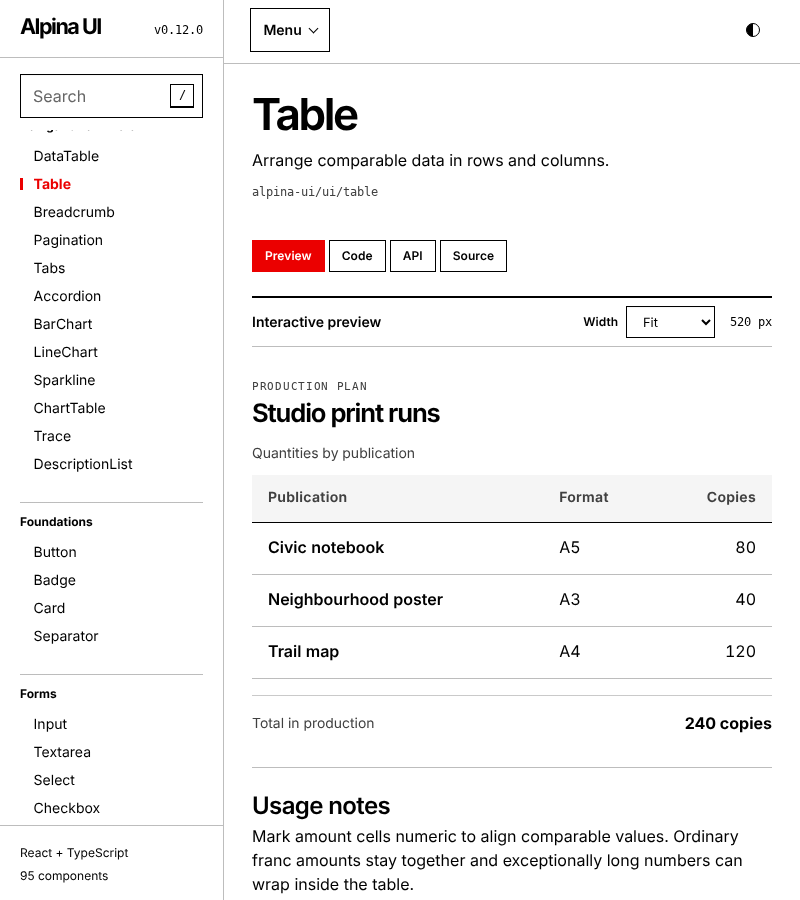 Alpina UI
v0.12.0
Search
/
DataTable
Table
Breadcrumb
Pagination
Tabs
Accordion
BarChart
LineChart
Sparkline
ChartTable
Trace
DescriptionList
Foundations
Button
Badge
Card
Separator
Forms
Input
Textarea
Select
Checkbox
React + TypeScript
95 components
Menu
Table
Arrange comparable data in rows and columns.
alpina-ui/ui/table
Preview Code API Source
Interactive preview Width Fit 520 px
PRODUCTION PLAN
Studio print runs
Quantities by publication
Publication Format Copies
Civic notebook A5 80
Neighbourhood poster A3 40
Trail map A4 120
Total in production 240 copies
Usage notes
Mark amount cells numeric to align comparable values. Ordinary
franc amounts stay together and exceptionally long numbers can
wrap inside the table.